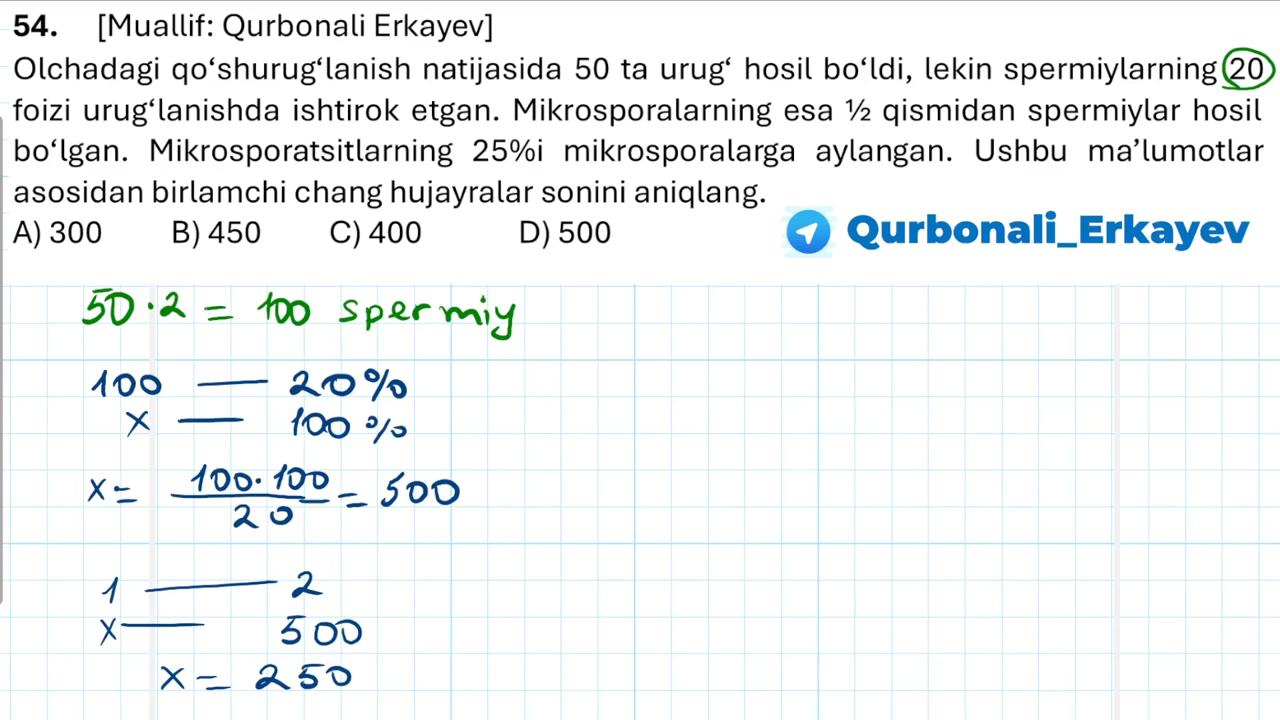 54. [Muallif: Qurbonali Erkayev]
Olchadagi qo‘shurug‘lanish natijasida 50 ta urug‘ hosil bo‘ldi, lekin spermiylarning 20
foizi urug‘lanishda ishtirok etgan. Mikrosporalarning esa ½ qismidan spermiylar hosil
bo‘lgan. Mikrosporatsitlarning 25%i mikrosporalarga aylangan. Ushbu ma’lumotlar
asosidan birlamchi chang hujayralar sonini aniqlang.
A) 300 B) 450 C) 400 D) 500
Qurbonali_Erkayev
50 · 2 = 100 spermiy
100 — 20%
x — 100%
x = 100 · 100 / 20 = 500
1 — 2
x — 500
x = 250